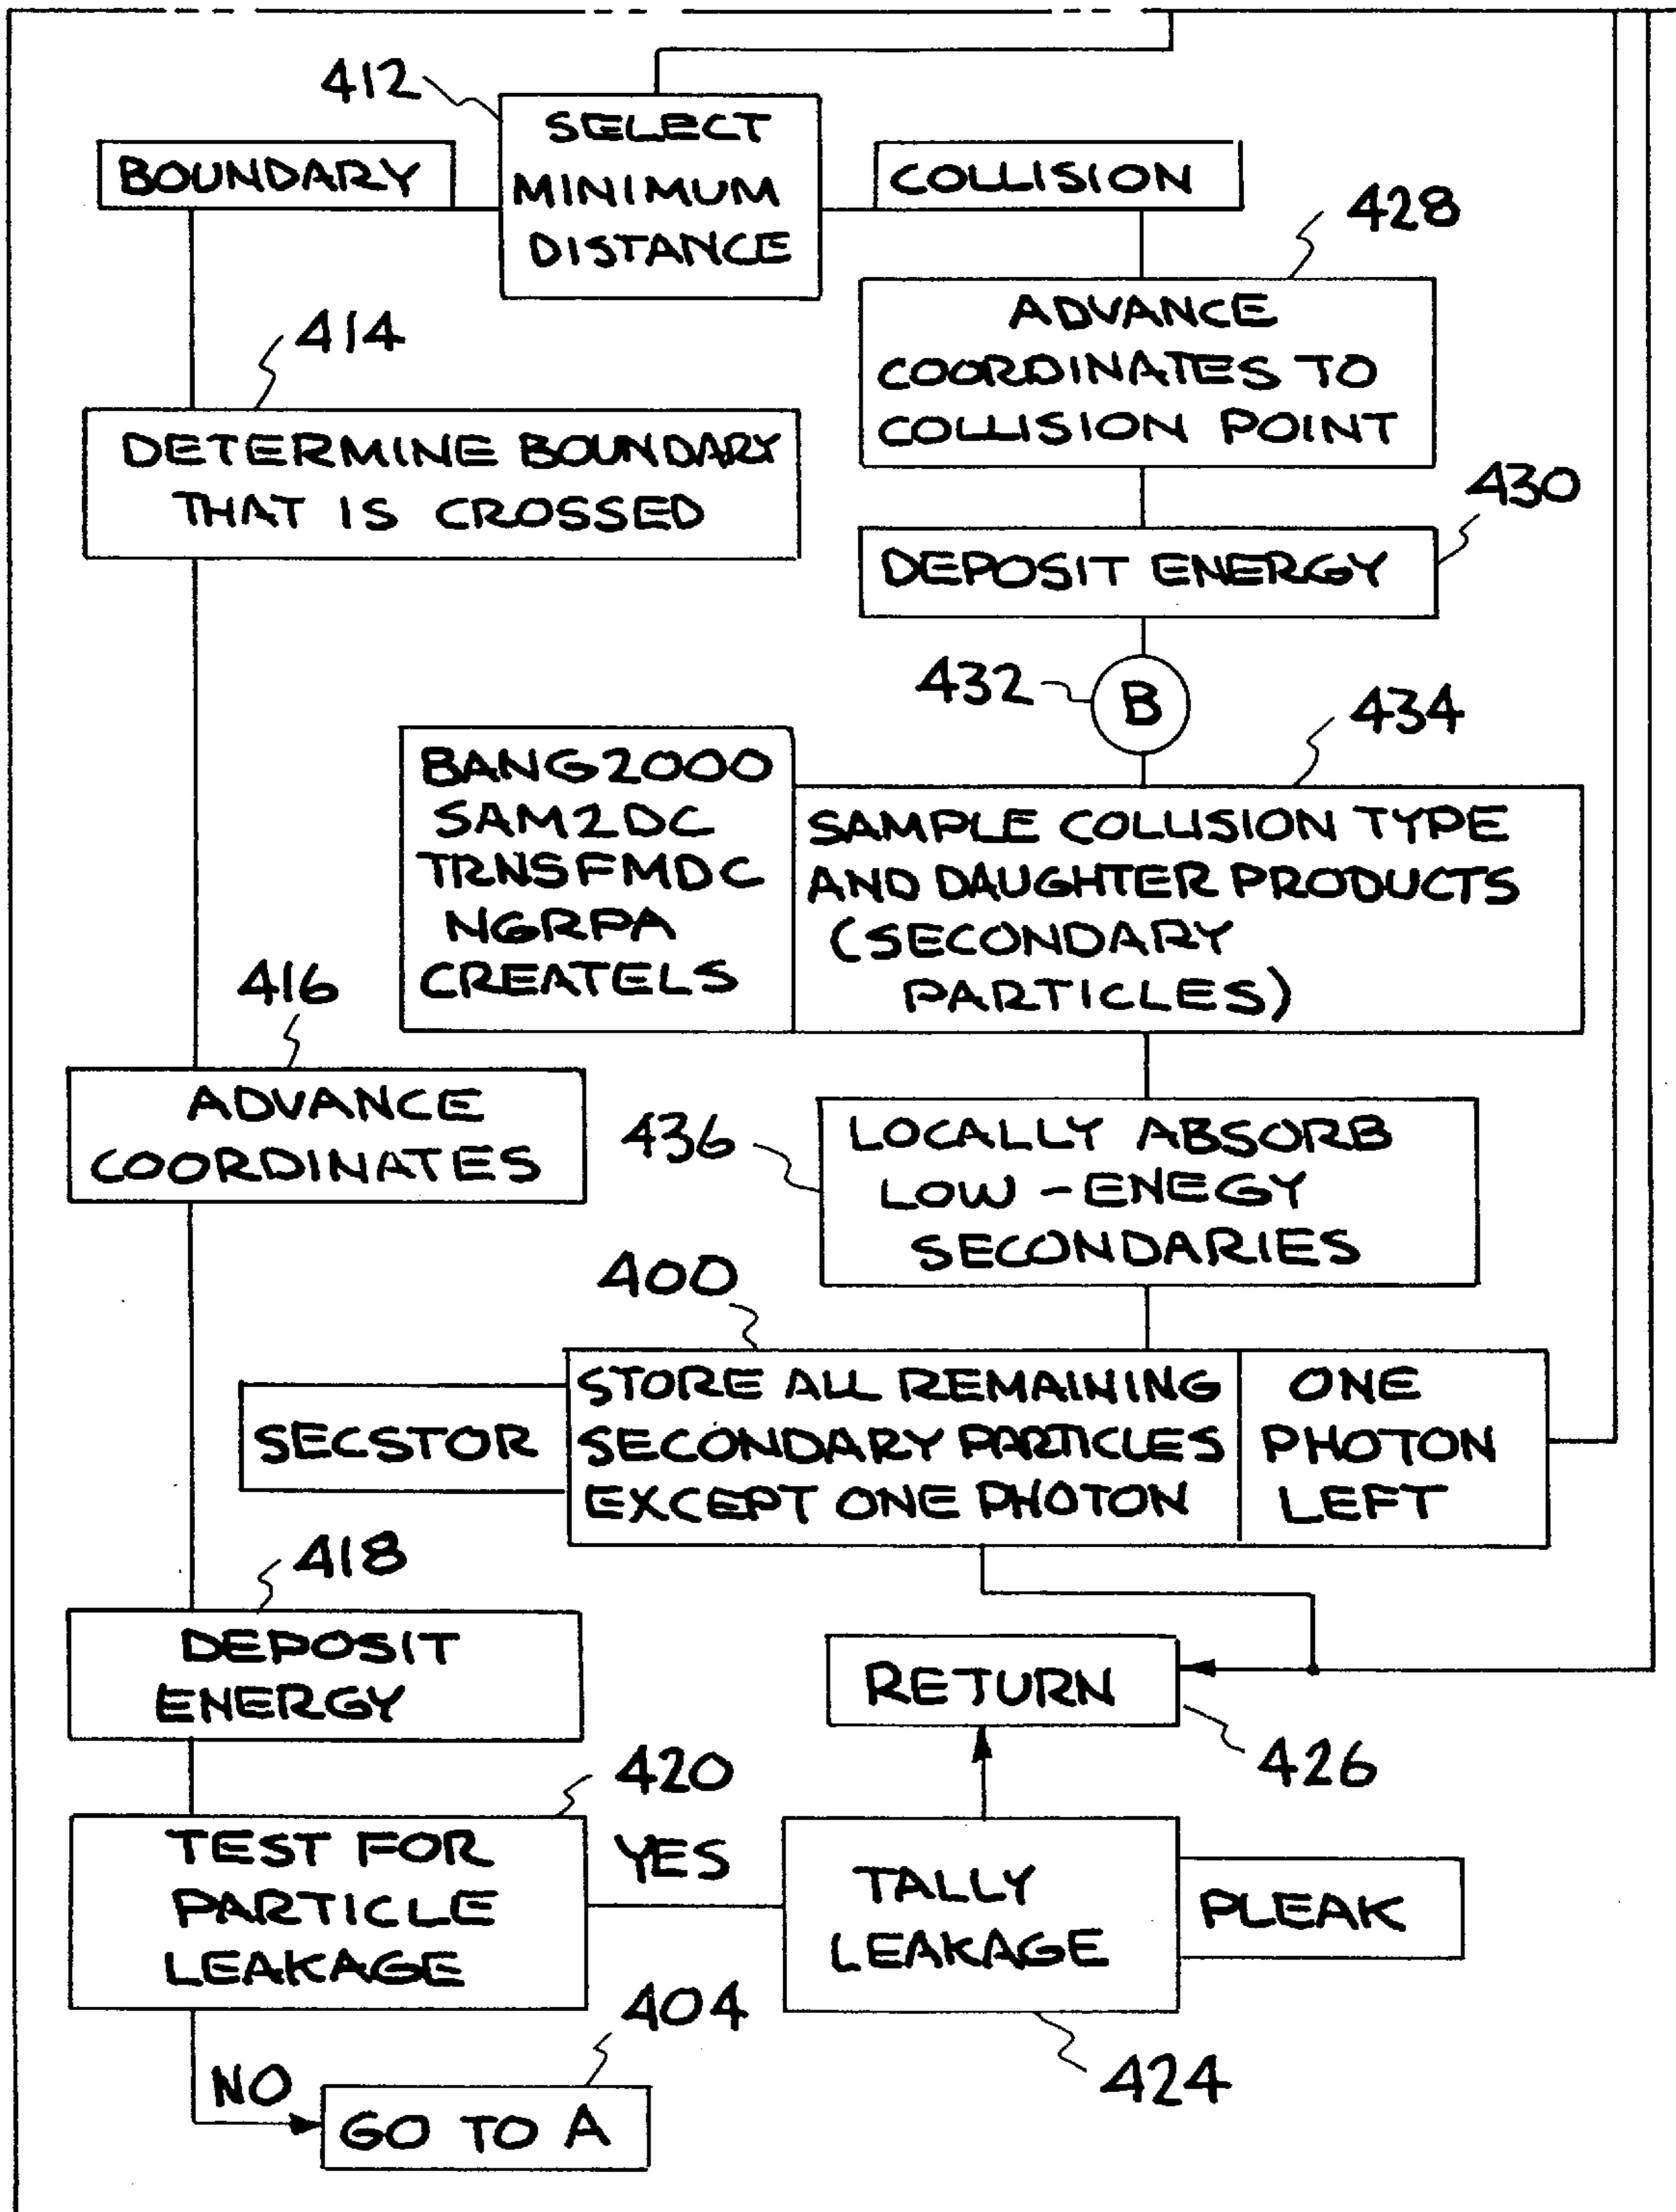 412
SELECT
MINIMUM
DISTANCE
BOUNDARY
COLLISION
428
ADVANCE
COORDINATES TO
COLLISION POINT
414
DETERMINE BOUNDARY
THAT IS CROSSED
430
DEPOSIT ENERGY
432
B
434
BANG2000
SAM2DC
TRNSFMDC
NGRPA
CREATELS
SAMPLE COLLISION TYPE
AND DAUGHTER PRODUCTS
(SECONDARY
PARTICLES)
416
ADVANCE
COORDINATES
436
LOCALLY ABSORB
LOW-ENEGY
SECONDARIES
400
SECSTOR
STORE ALL REMAINING
SECONDARY PARTICLES
EXCEPT ONE PHOTON
ONE
PHOTON
LEFT
418
DEPOSIT
ENERGY
RETURN
426
420
TEST FOR
PARTICLE
LEAKAGE
YES
TALLY
LEAKAGE
PLEAK
424
NO
404
GO TO A